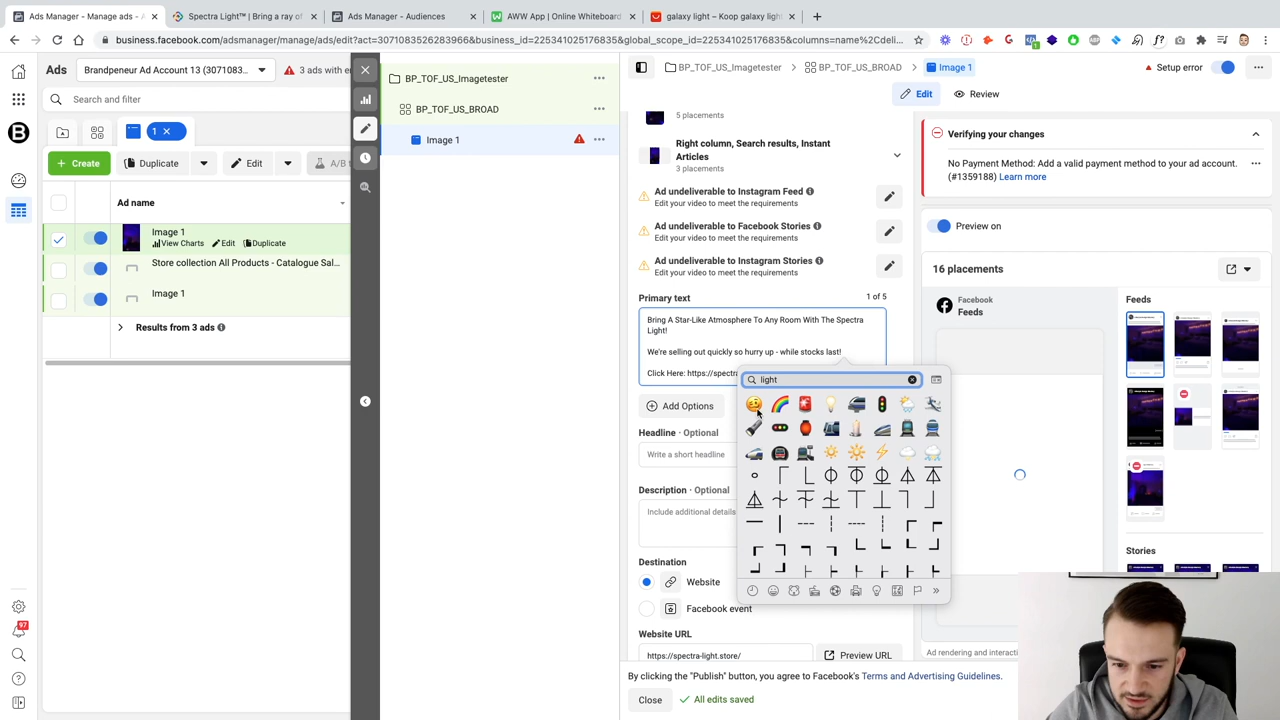 Ads Manager - Manage ads - A
Spectra Light™ | Bring a ray of
Ads Manager - Audiences
AWW App | Online Whiteboard
galaxy light – Koop galaxy light
business.facebook.com/adsmanager/manage/ads/edit?act=3071083526283966&business_id=225341025176835&global_scope_id=225341025176835&columns=name%2Cdeli...
Ads
Brandpeneur Ad Account 13 (3071083...
3 ads with er
BP_TOF_US_Imagetester
BP_TOF_US_BROAD
Image 1
Setup error
Search and filter
BP_TOF_US_Imagetester
BP_TOF_US_BROAD
Image 1
Edit
Review
1
Create
Duplicate
Edit
A/B t
Ad name
Image 1
View Charts
Edit
Duplicate
Store collection All Products - Catalogue Sal...
Image 1
Results from 3 ads
97
5 placements
Right column, Search results, Instant
Articles
3 placements
Ad undeliverable to Instagram Feed
Edit your video to meet the requirements
Ad undeliverable to Facebook Stories
Edit your video to meet the requirements
Ad undeliverable to Instagram Stories
Edit your video to meet the requirements
Primary text
1 of 5
Bring A Star-Like Atmosphere To Any Room With The Spectra
Light!
We're selling out quickly so hurry up - while stocks last!
Click Here: https://spectra
light
Add Options
Headline · Optional
Write a short headline
Description · Optional
Include additional details
Destination
Website
Facebook event
Website URL
https://spectra-light.store/
Preview URL
By clicking the "Publish" button, you agree to Facebook's Terms and Advertising Guidelines.
Close
All edits saved
Verifying your changes
No Payment Method: Add a valid payment method to your ad account.
(#1359188) Learn more
Preview on
16 placements
Facebook
Feeds
Feeds
Stories
Ad rendering and interacti